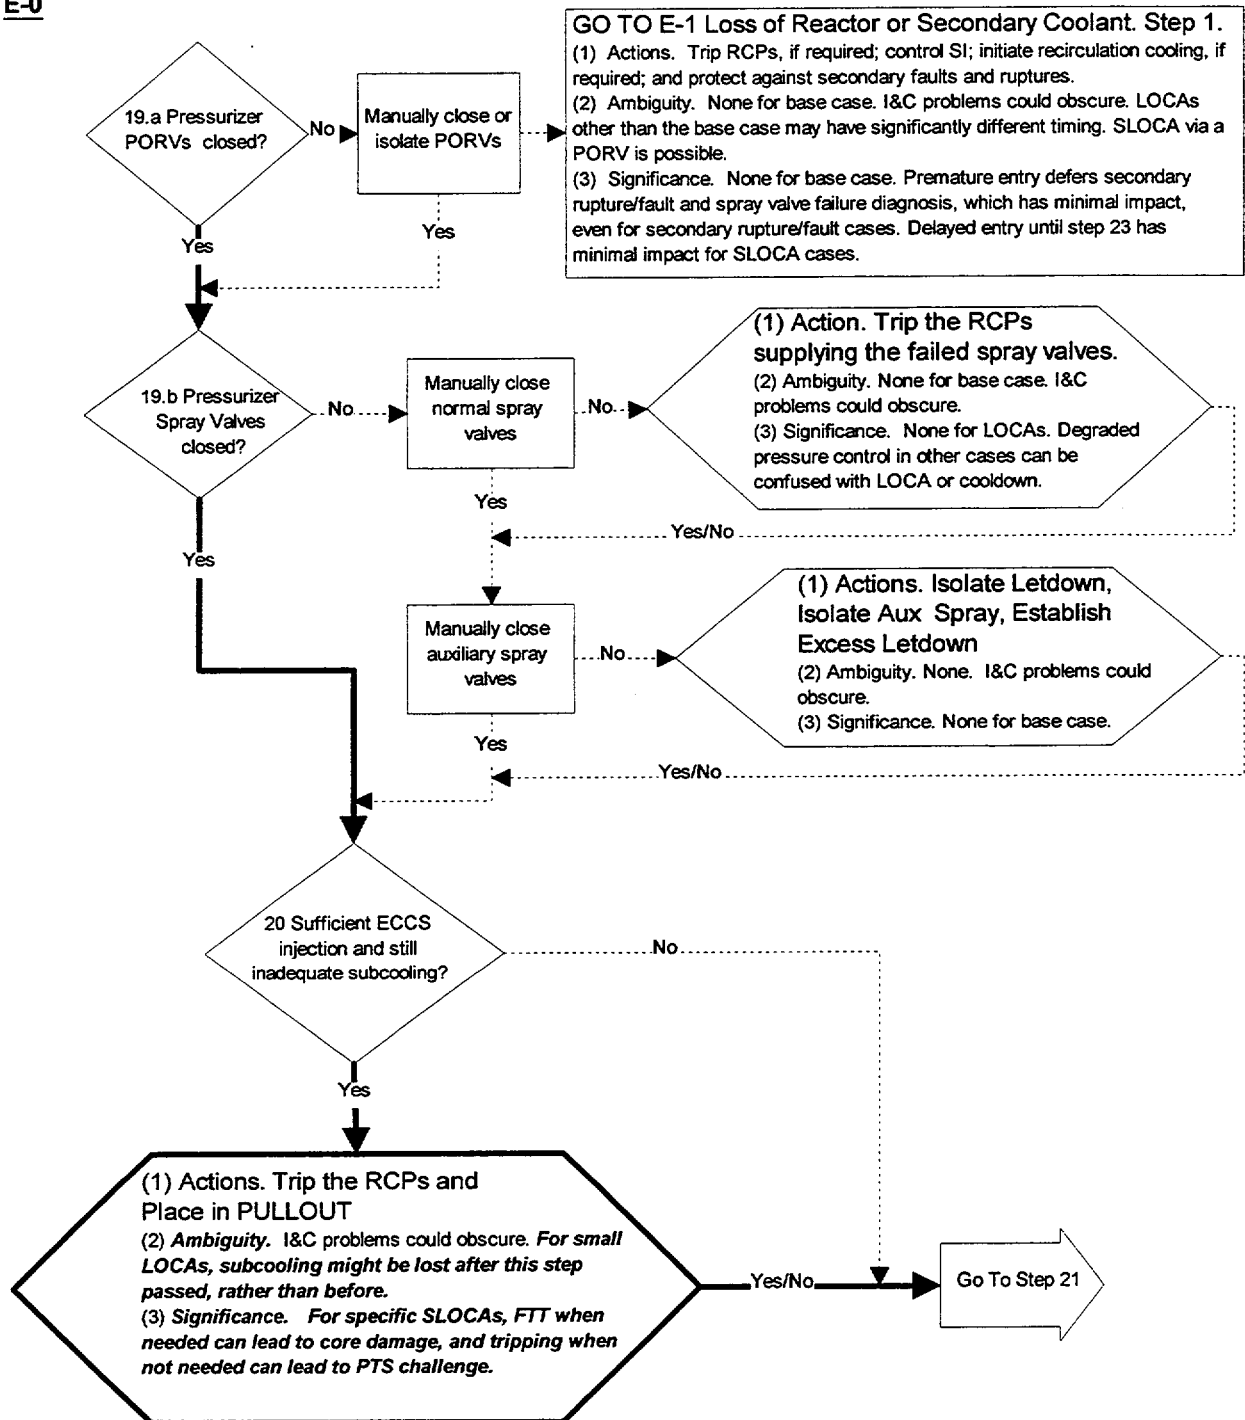 E-0
GO TO E-1 Loss of Reactor or Secondary Coolant. Step 1.
(1) Actions. Trip RCPs, if required; control SI; initiate recirculation cooling, if
required; and protect against secondary faults and ruptures.
(2) Ambiguity. None for base case. I&C problems could obscure. LOCAs
other than the base case may have significantly different timing. SLOCA via a
PORV is possible.
(3) Significance. None for base case. Premature entry defers secondary
rupture/fault and spray valve failure diagnosis, which has minimal impact,
even for secondary rupture/fault cases. Delayed entry until step 23 has
minimal impact for SLOCA cases.
19.a Pressurizer
PORVs closed?
No
Manually close or
isolate PORVs
Yes
Yes
19.b Pressurizer
Spray Valves
closed?
No
Manually close
normal spray
valves
No
(1) Action. Trip the RCPs
supplying the failed spray valves.
(2) Ambiguity. None for base case. I&C
problems could obscure.
(3) Significance. None for LOCAs. Degraded
pressure control in other cases can be
confused with LOCA or cooldown.
Yes
Yes/No
Yes
Manually close
auxiliary spray
valves
No
(1) Actions. Isolate Letdown,
Isolate Aux Spray, Establish
Excess Letdown
(2) Ambiguity. None. I&C problems could
obscure.
(3) Significance. None for base case.
Yes
Yes/No
20 Sufficient ECCS
injection and still
inadequate subcooling?
No
Yes
(1) Actions. Trip the RCPs and
Place in PULLOUT
(2) Ambiguity. I&C problems could obscure. For small
LOCAs, subcooling might be lost after this step
passed, rather than before.
(3) Significance. For specific SLOCAs, FTT when
needed can lead to core damage, and tripping when
not needed can lead to PTS challenge.
Yes/No
Go To Step 21